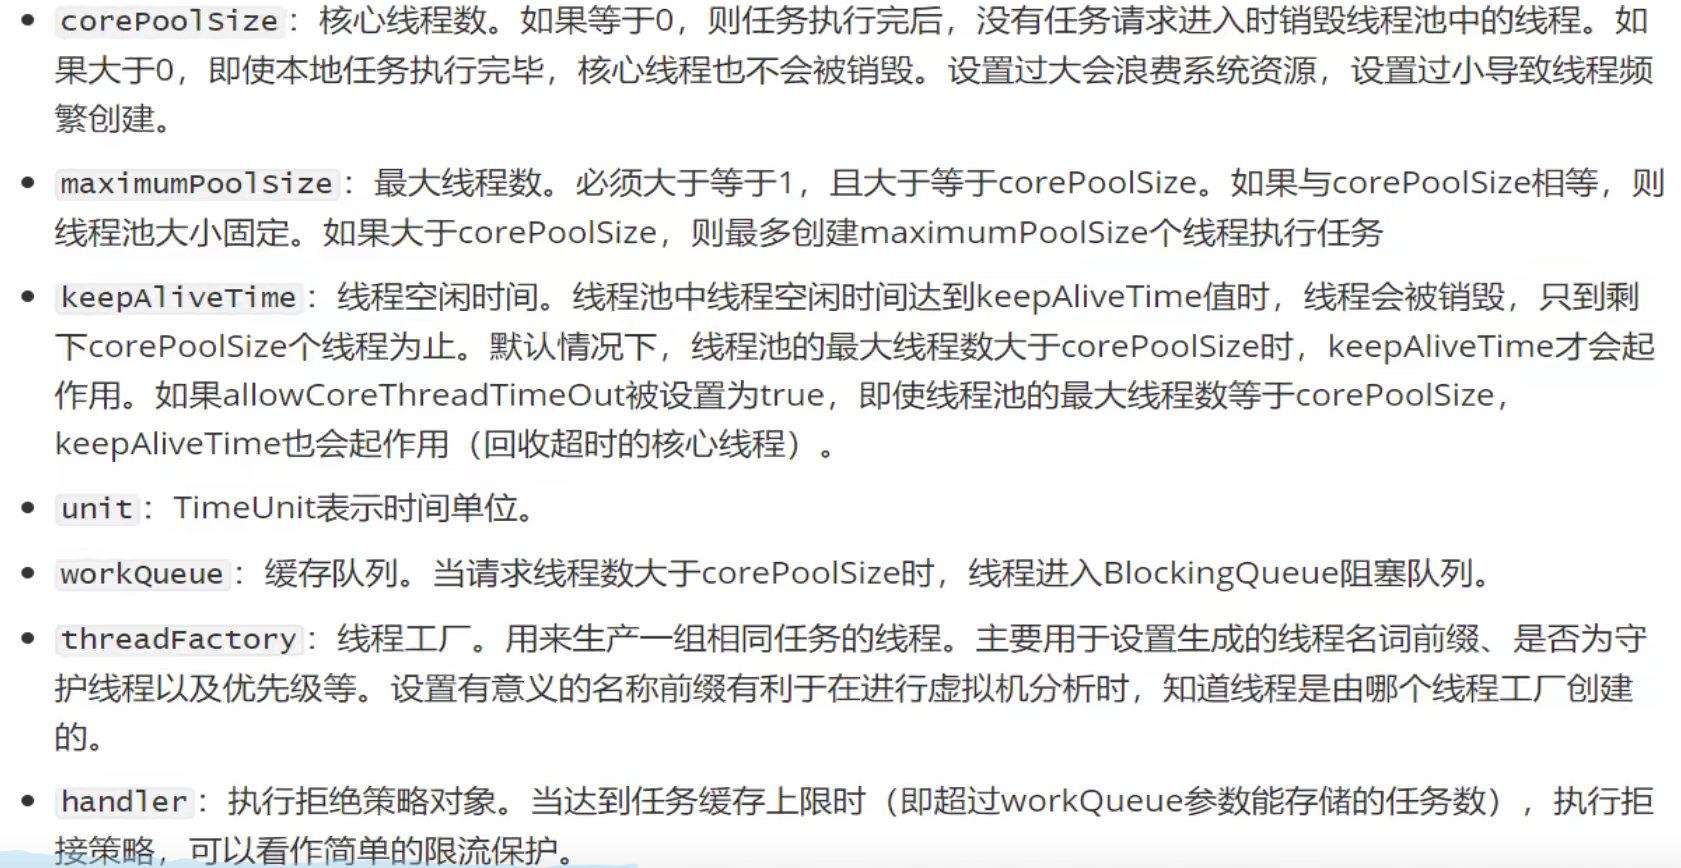 corePoolSize：核心线程数。如果等于0，则任务执行完后，没有任务请求进入时销毁线程池中的线程。如
果大于0，即使本地任务执行完毕，核心线程也不会被销毁。设置过大会浪费系统资源，设置过小导致线程频
繁创建。
maximumPoolSize：最大线程数。必须大于等于1，且大于等于corePoolSize。如果与corePoolSize相等，则
线程池大小固定。如果大于corePoolSize，则最多创建maximumPoolSize个线程执行任务
keepAliveTime：线程空闲时间。线程池中线程空闲时间达到keepAliveTime值时，线程会被销毁，只到剩
下corePoolSize个线程为止。默认情况下，线程池的最大线程数大于corePoolSize时，keepAliveTime才会起
作用。如果allowCoreThreadTimeOut被设置为true，即使线程池的最大线程数等于corePoolSize，
keepAliveTime也会起作用（回收超时的核心线程）。
unit：TimeUnit表示时间单位。
workQueue：缓存队列。当请求线程数大于corePoolSize时，线程进入BlockingQueue阻塞队列。
threadFactory：线程工厂。用来生产一组相同任务的线程。主要用于设置生成的线程名词前缀、是否为守
护线程以及优先级等。设置有意义的名称前缀有利于在进行虚拟机分析时，知道线程是由哪个线程工厂创建
的。
handler：执行拒绝策略对象。当达到任务缓存上限时（即超过workQueue参数能存储的任务数），执行拒
接策略，可以看作简单的限流保护。